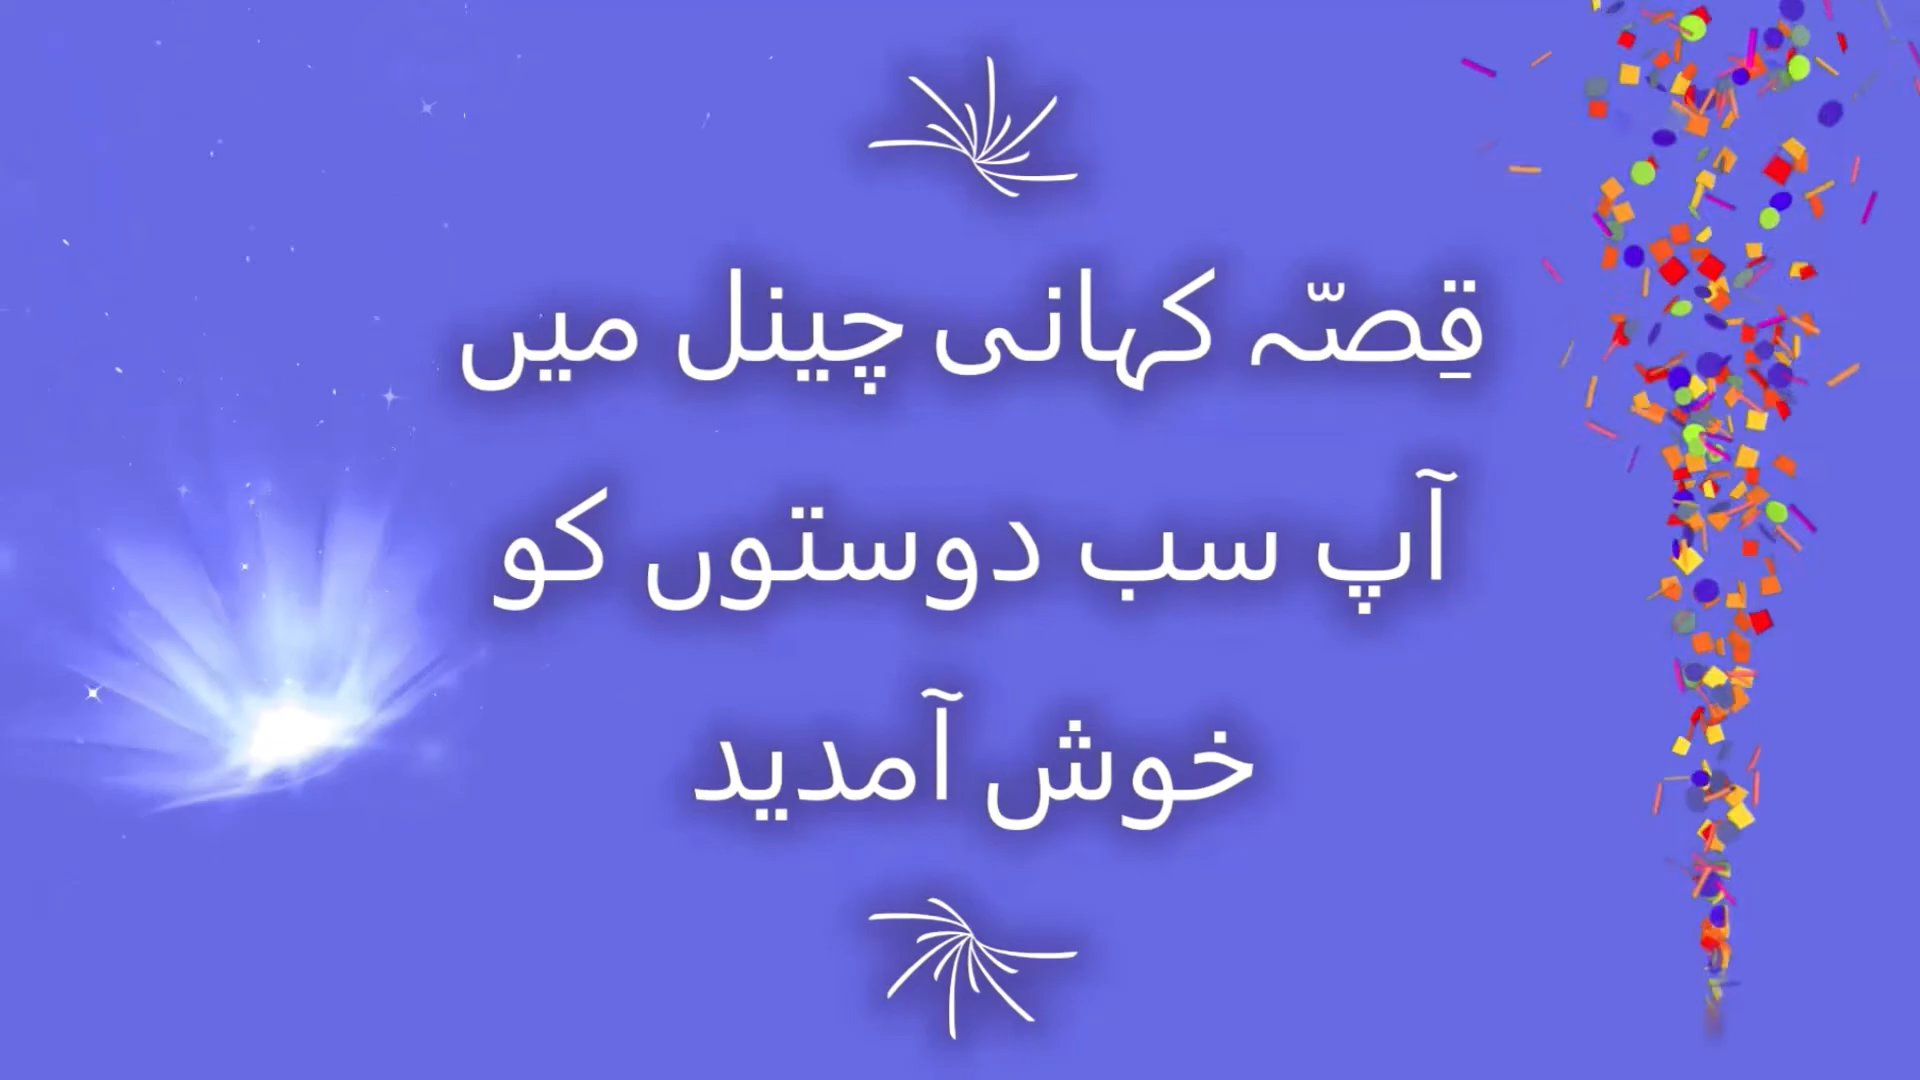 قِصّہ کہانی چینل میں
آپ سب دوستوں کو
خوش آمدید